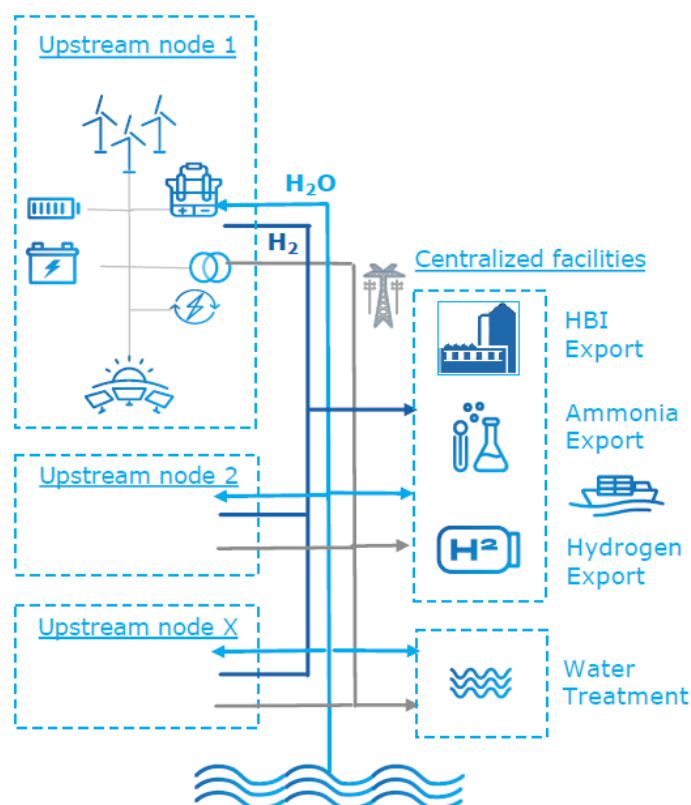 Upstream node 1
H₂O
H₂
Centralized facilities
HBI
Export
Ammonia
Export
Upstream node 2
H²
Hydrogen
Export
Upstream node X
Water
Treatment